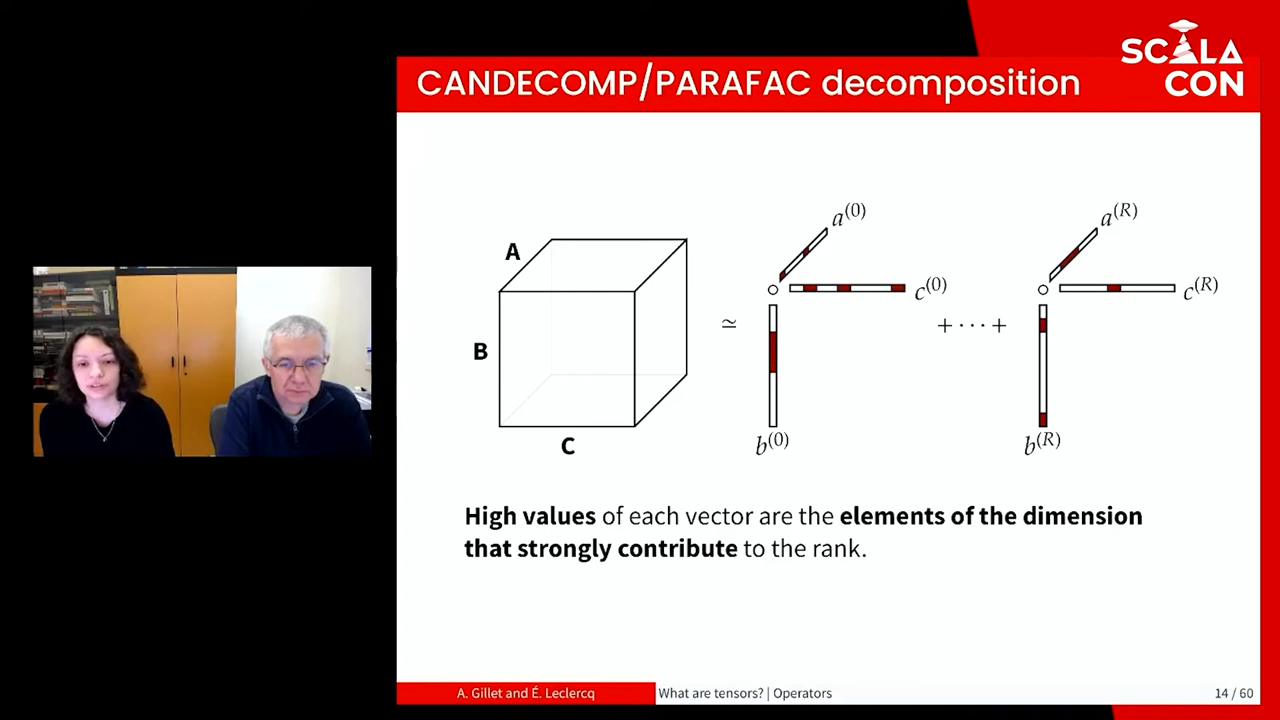 SCALA
CON
CANDECOMP/PARAFAC decomposition
A
B
C
≃
a(0)
c(0)
b(0)
+ · · · +
a(R)
c(R)
b(R)
High values of each vector are the elements of the dimension
that strongly contribute to the rank.
A. Gillet and É. Leclercq
What are tensors? | Operators
14 / 60